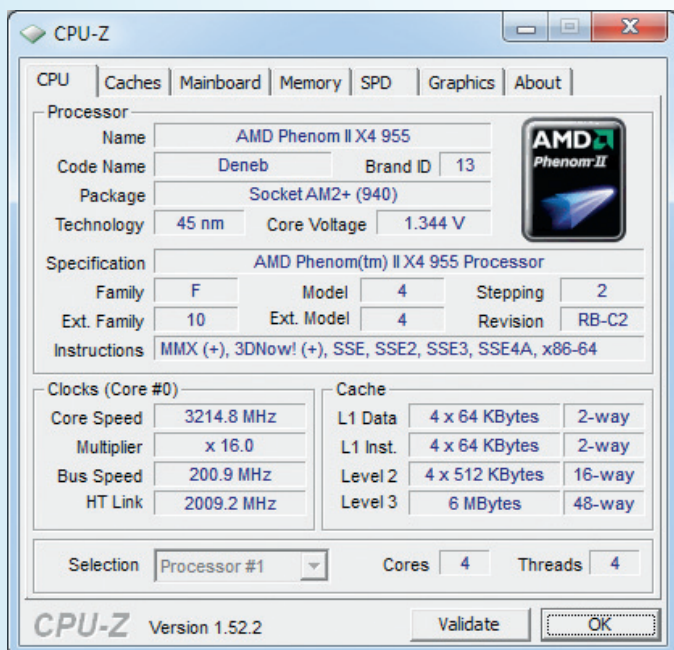 CPU-Z
CPU Caches Mainboard Memory SPD Graphics About
Processor
Name AMD Phenom II X4 955
Code Name Deneb Brand ID 13
Package Socket AM2+ (940)
Technology 45 nm Core Voltage 1.344 V
AMD
Phenom II
Specification AMD Phenom(tm) II X4 955 Processor
Family F Model 4 Stepping 2
Ext. Family 10 Ext. Model 4 Revision RB-C2
Instructions MMX (+), 3DNow! (+), SSE, SSE2, SSE3, SSE4A, x86-64
Clocks (Core #0)
Core Speed 3214.8 MHz
Multiplier x 16.0
Bus Speed 200.9 MHz
HT Link 2009.2 MHz
Cache
L1 Data 4 x 64 KBytes 2-way
L1 Inst. 4 x 64 KBytes 2-way
Level 2 4 x 512 KBytes 16-way
Level 3 6 MBytes 48-way
Selection Processor #1 Cores 4 Threads 4
CPU-Z Version 1.52.2 Validate OK